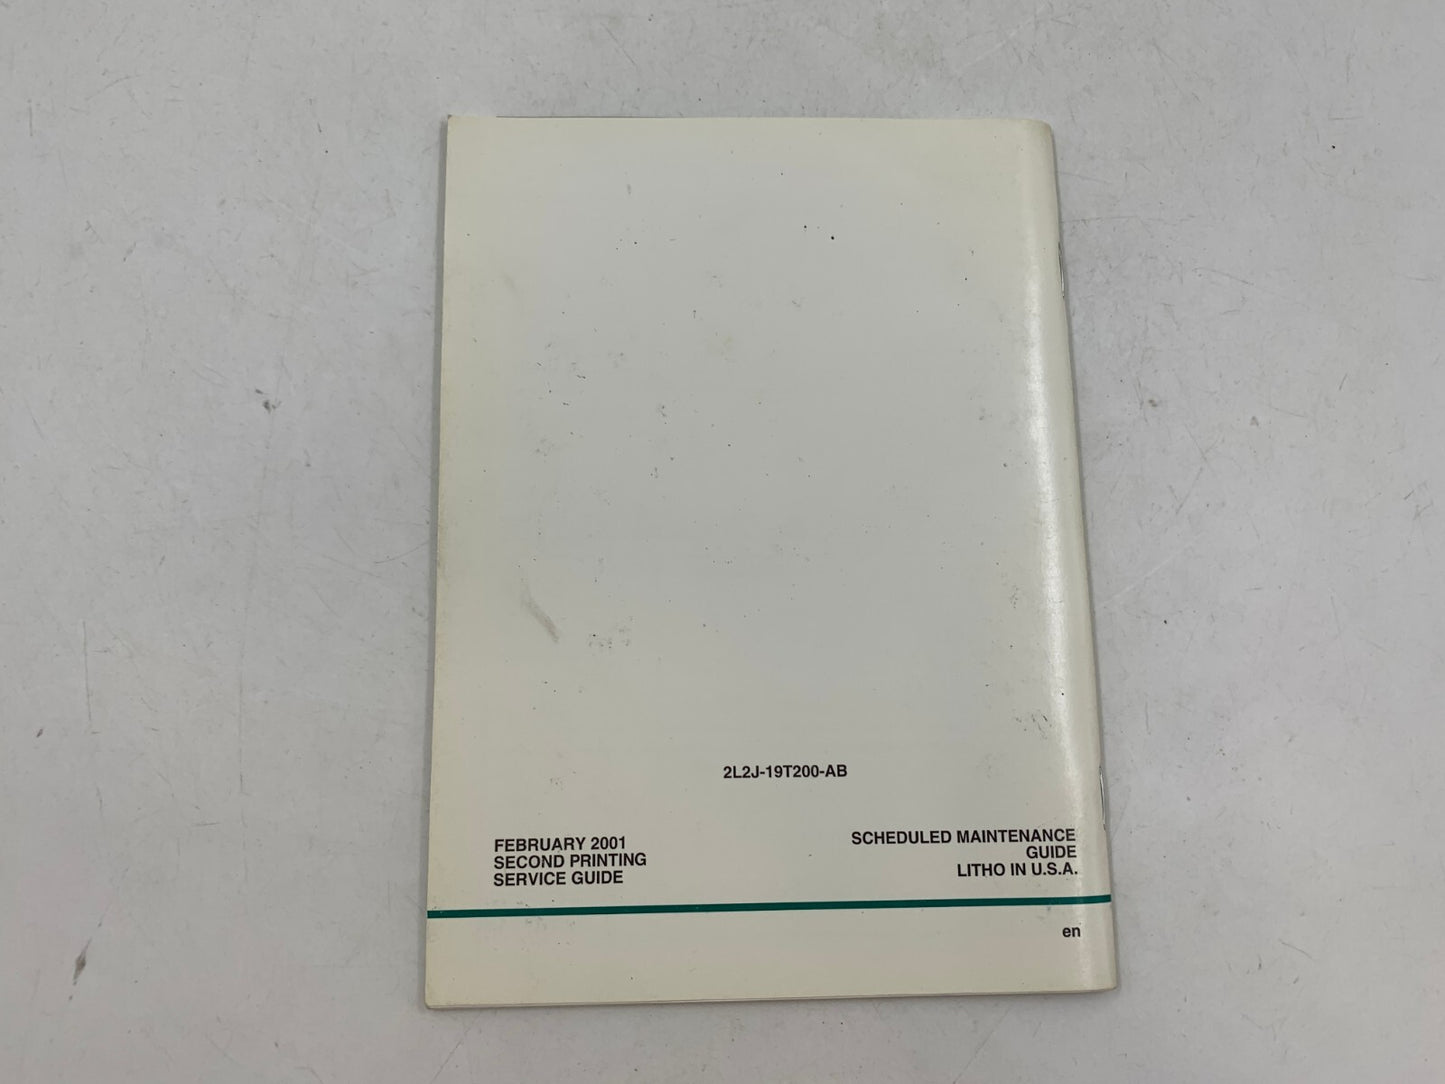 2L2J-19T200-AB
FEBRUARY 2001
SECOND PRINTING
SERVICE GUIDE
SCHEDULED MAINTENANCE
GUIDE
LITHO IN U.S.A.
en